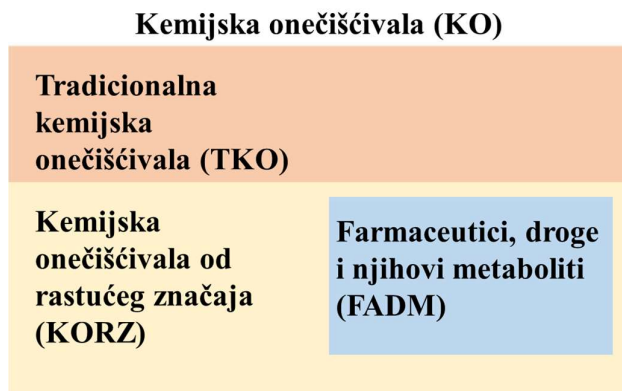 Kemijska onečišćivala (KO)
Tradicionalna
kemijska
onečišćivala (TKO)
Kemijska
onečišćivala od
rastućeg značaja
(KORZ)
Farmaceutici, droge
i njihovi metaboliti
(FADM)